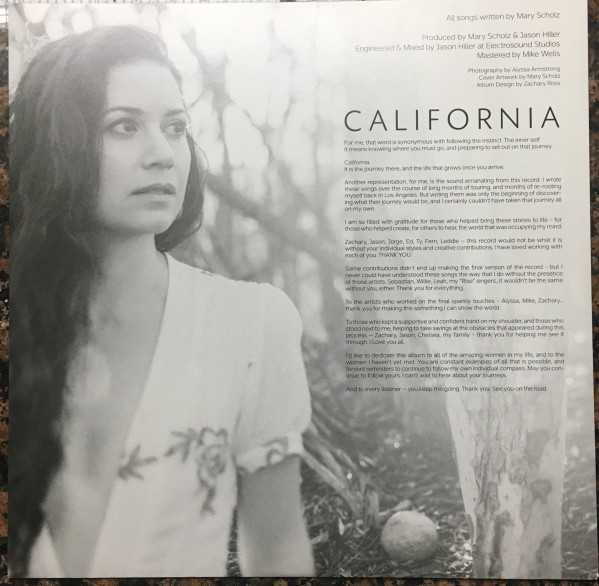 All songs written by Mary Scholz
Produced by Mary Scholz & Jason Hiller
Engineered & Mixed by Jason Hiller at Electrosound Studios
Mastered by Mike Wells
Photography by Alyssa Armstrong
Cover Artwork by Mary Scholz
Album Design by Zachary Ross
CALIFORNIA
For me, that word is synonymous with following the instinct. The inner self.
It means knowing where you must go, and preparing to set out on that journey.
California.
It is the journey there, and the life that grows once you arrive.
Another representation, for me, is the sound emanating from this record. I wrote
these songs over the course of long months of touring, and months of re-rooting
myself back in Los Angeles. But writing them was only the beginning of discover-
ing what their journey would be, and I certainly couldn't have taken that journey all
on my own.
I am so filled with gratitude for those who helped bring these stories to life - for
those who helped create, for others to hear, the world that was occupying my mind.
Zachary, Jason, Jorge, Ed, Ty, Fern, Leddie – this record would not be what it is
without your individual styles and creative contributions. I have loved working with
each of you. THANK YOU.
Some contributions didn't end up making the final version of the record - but I
never could have understood these songs the way that I do without the presence
of those artists. Sebastian, Willie, Leah, my "Rise" singers...it wouldn't be the same
without you, either. Thank you for everything.
To the artists who worked on the final sparkly touches - Alyssa, Mike, Zachary...
thank you for making this something I can show the world.
To those who kept a supportive and confident hand on my shoulder, and those who
stood next to me, helping to take swings at the obstacles that appeared during this
process – Zachary, Jason, Chelsea, my family - thank you for helping me see it
through. I love you all.
I'd like to dedicate this album to all of the amazing women in my life, and to the
women I haven't yet met. You are constant examples of all that is possible, and
fervent reminders to continue to follow my own individual compass. May you con-
tinue to follow yours. I can't wait to hear about your journeys.
And to every listener – you keep me going. Thank you. See you on the road.